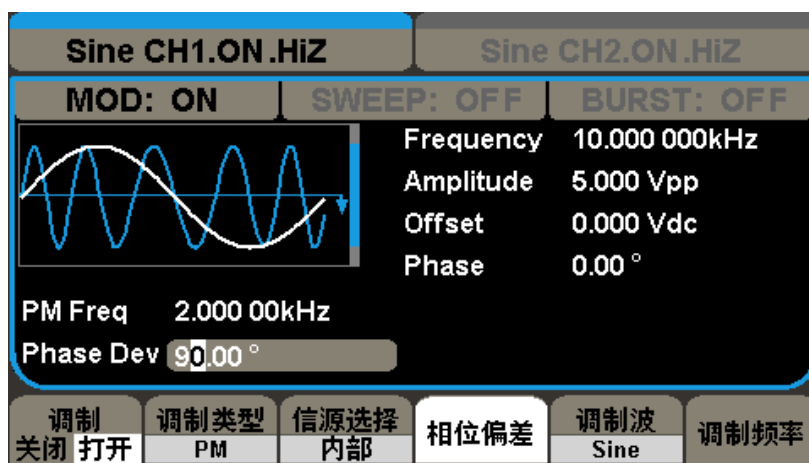 Sine CH1.ON.HiZ Sine CH2.ON.HiZ
MOD: ON SWEEP: OFF BURST: OFF
Frequency 10.000 000kHz
Amplitude 5.000 Vpp
Offset 0.000 Vdc
Phase 0.00 °
PM Freq 2.000 00kHz
Phase Dev 90.00 °
调制 调制类型 信源选择 相位偏差 调制波 调制频率
关闭 打开 PM 内部 Sine